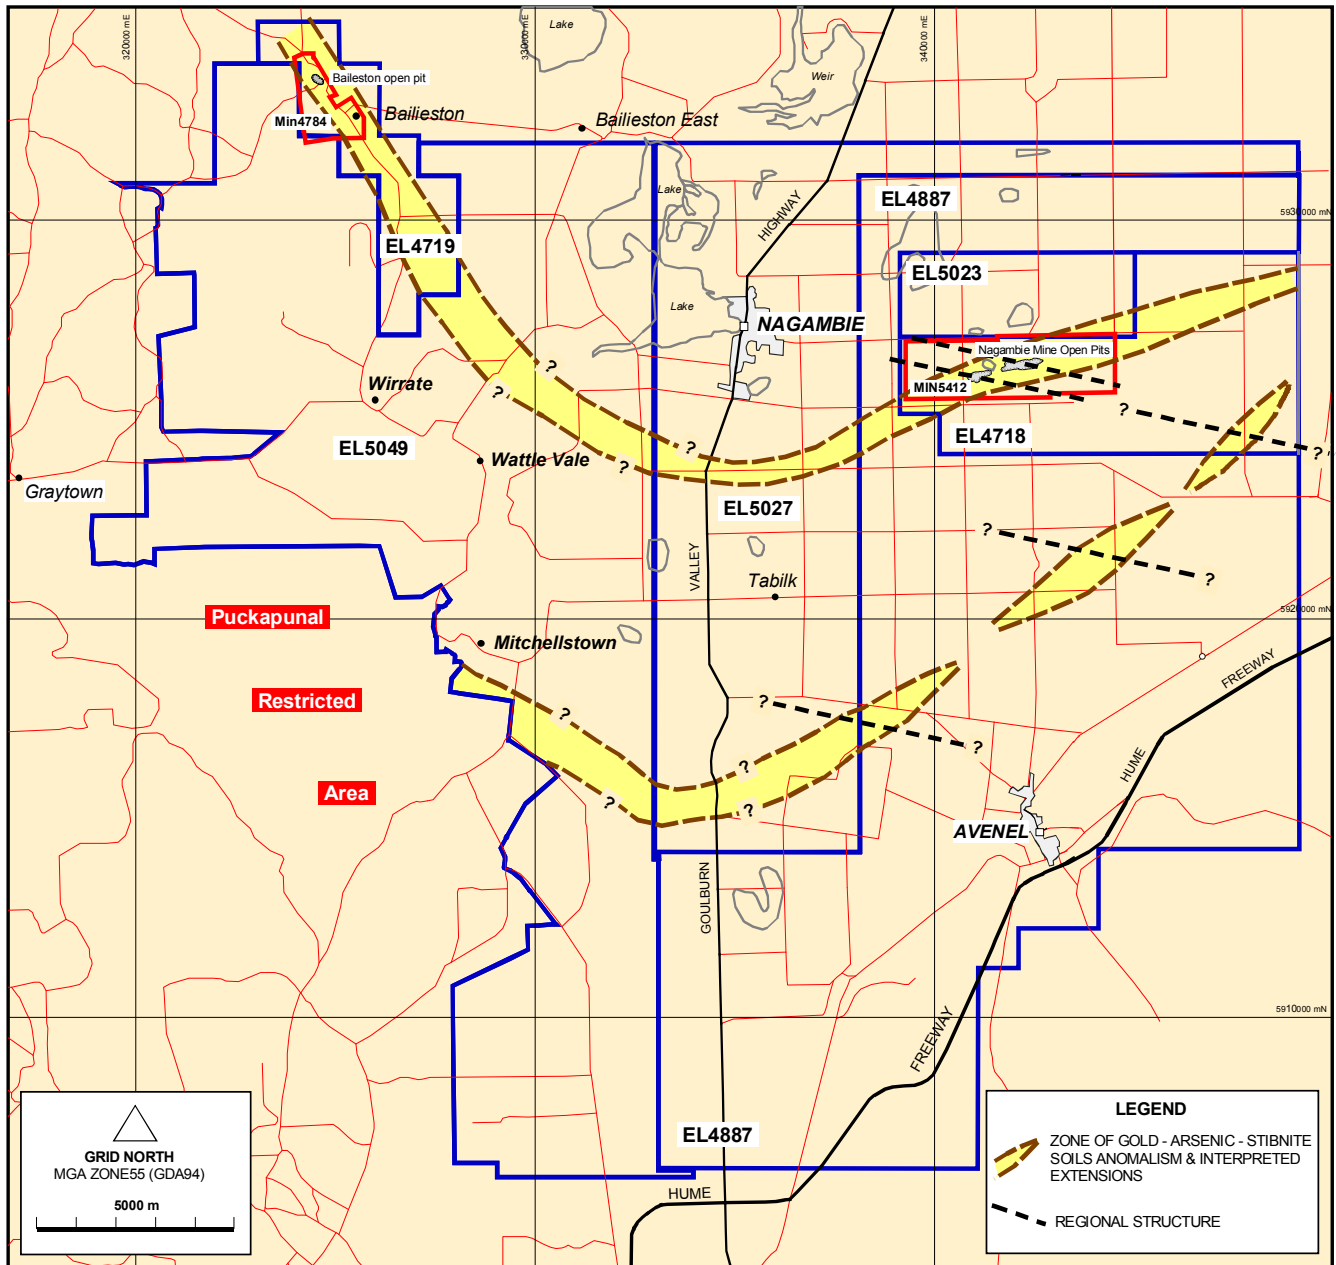 320000 mE
330000 mE
340000 mE
Lake
Weir
Baileston open pit
Min4784
Bailieston
Bailieston East
Lake
HIGHWAY
EL4887
5930000 mN
EL4719
EL5023
Lake
NAGAMBIE
Nagambie Mine Open Pits
MIN5412
?
Wirrate
?
?
EL5049
?
EL4718
?
Wattle Vale
?
Graytown
EL5027
?
VALLEY
Tabilk
?
5920000 mN
Puckapunal
Mitchellstown
FREEWAY
Restricted
?
?
?
?
HUME
Area
?
?
AVENEL
GOULBURN
5910000 mN
FREEWAY
EL4887
HUME
GRID NORTH
MGA ZONE55 (GDA94)
5000 m
LEGEND
ZONE OF GOLD - ARSENIC - STIBNITE
SOILS ANOMALISM & INTERPRETED
EXTENSIONS
REGIONAL STRUCTURE